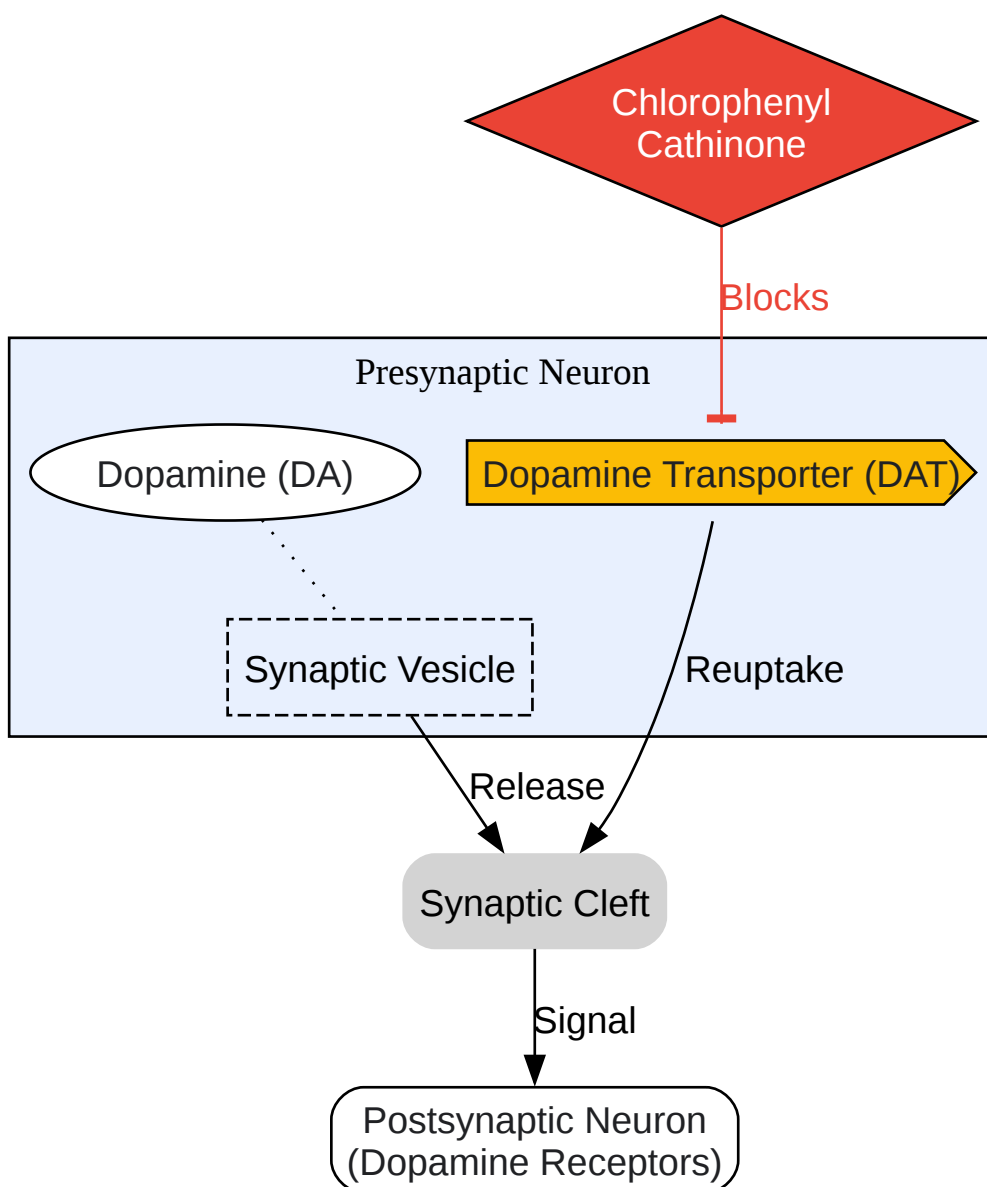 Chlorophenyl
Cathinone
Blocks
Presynaptic Neuron
Dopamine (DA)
Dopamine Transporter (DAT)
Synaptic Vesicle
Reuptake
Release
Synaptic Cleft
Signal
Postsynaptic Neuron
(Dopamine Receptors)